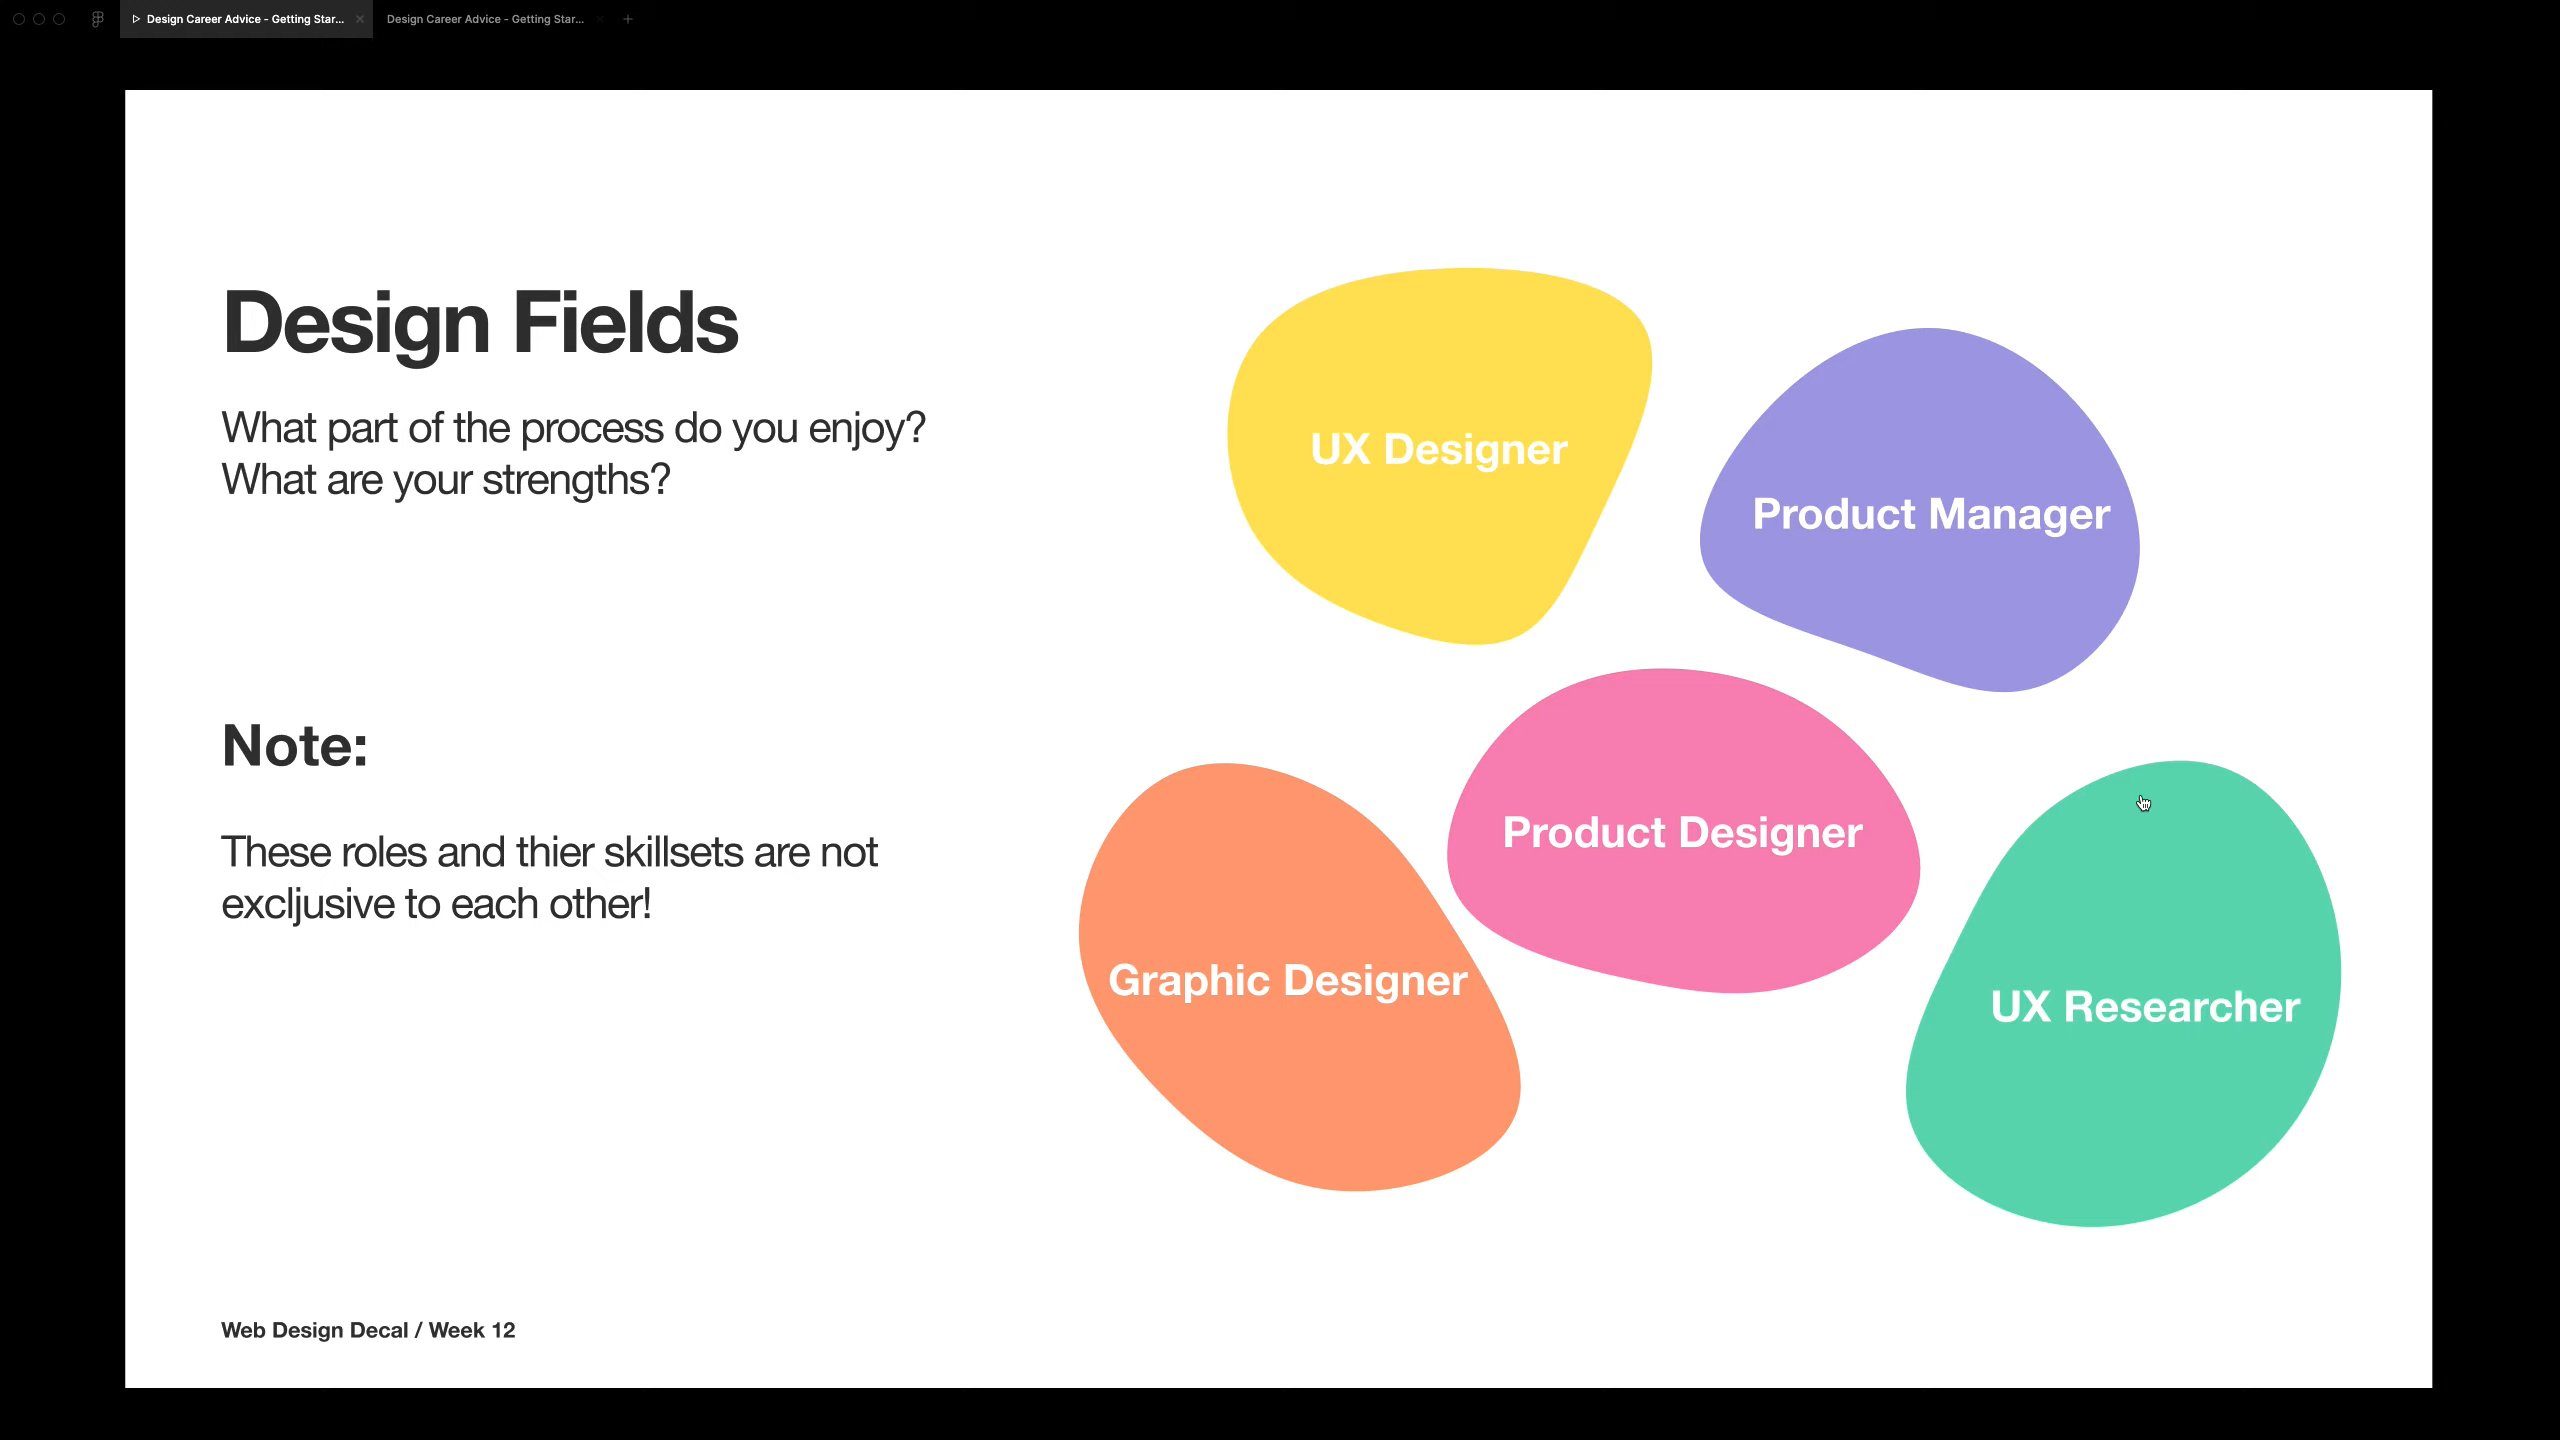 Design Career Advice - Getting Star...
Design Career Advice - Getting Star...
Design Fields
What part of the process do you enjoy?
What are your strengths?
Note:
These roles and thier skillsets are not
excljusive to each other!
UX Designer
Product Manager
Product Designer
Graphic Designer
UX Researcher
Web Design Decal / Week 12